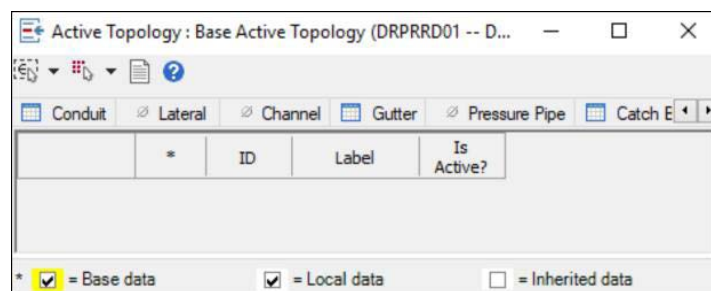 Active Topology : Base Active Topology (DRPRRD01 -- D...
Conduit Lateral Channel Gutter Pressure Pipe Catch E
* ID Label Is Active?
* = Base data = Local data = Inherited data